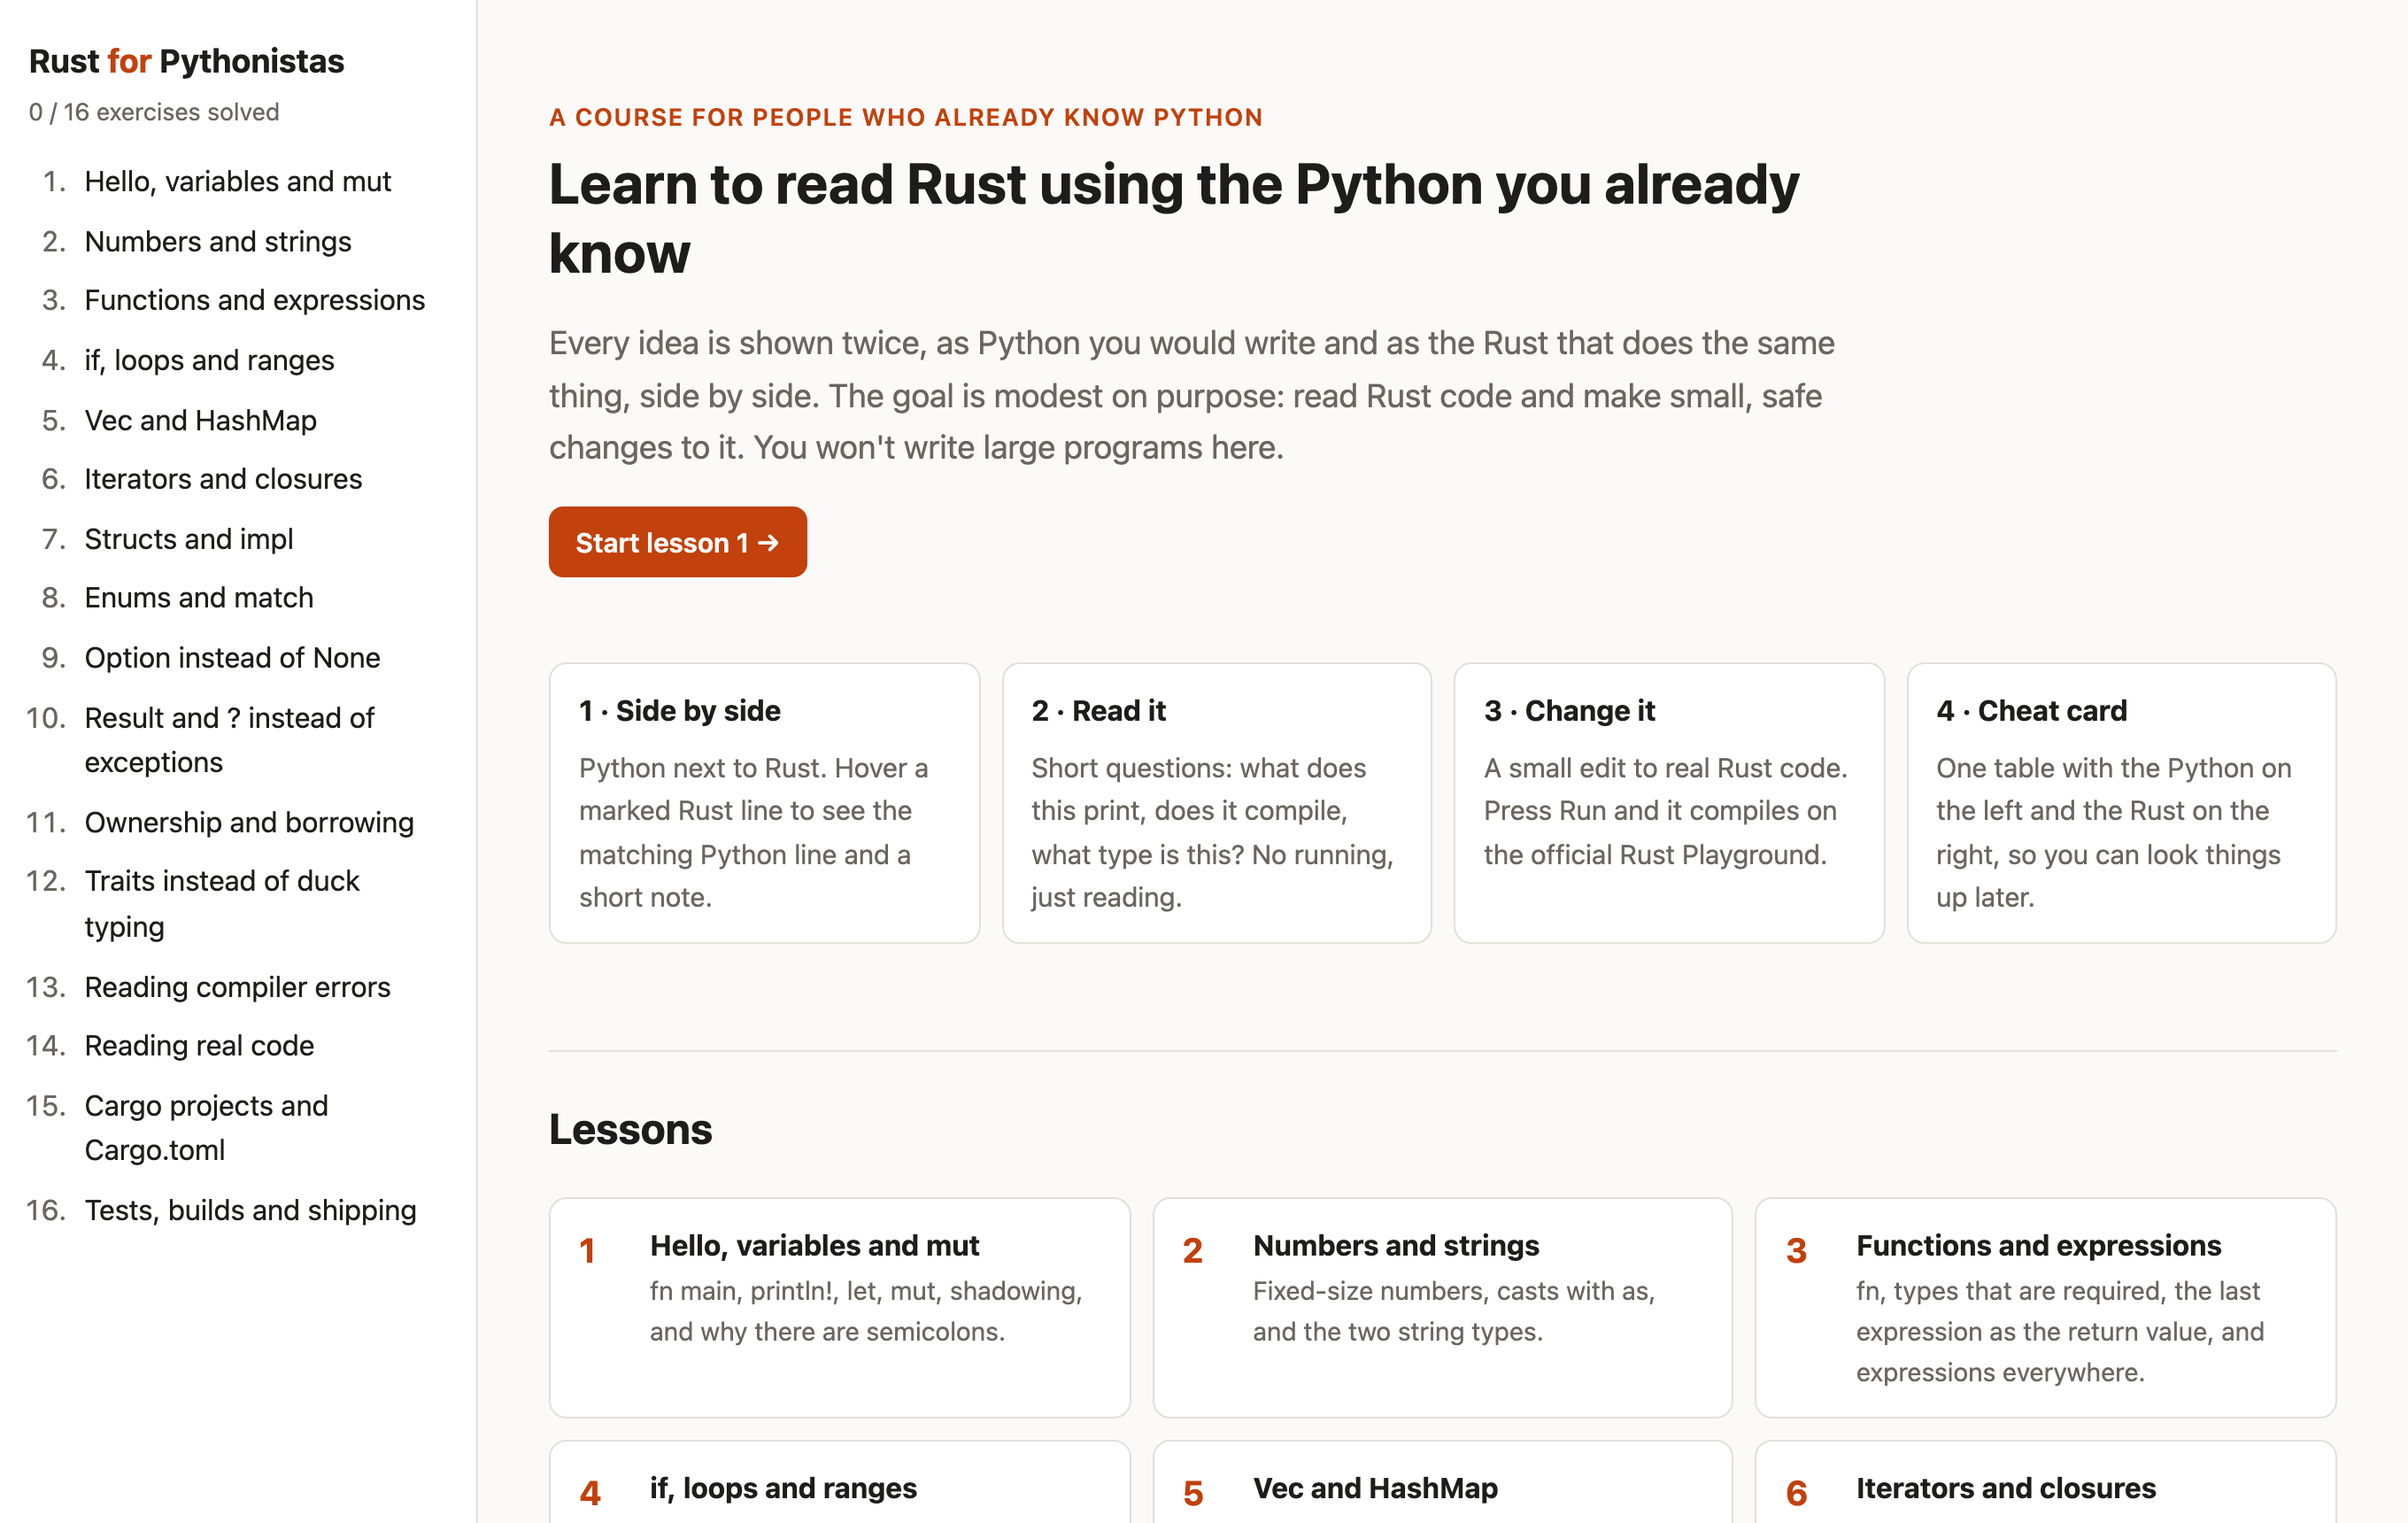 Rust for Pythonistas
0 / 16 exercises solved
1. Hello, variables and mut
2. Numbers and strings
3. Functions and expressions
4. if, loops and ranges
5. Vec and HashMap
6. Iterators and closures
7. Structs and impl
8. Enums and match
9. Option instead of None
10. Result and ? instead of
exceptions
11. Ownership and borrowing
12. Traits instead of duck
typing
13. Reading compiler errors
14. Reading real code
15. Cargo projects and
Cargo.toml
16. Tests, builds and shipping
A COURSE FOR PEOPLE WHO ALREADY KNOW PYTHON
Learn to read Rust using the Python you already
know
Every idea is shown twice, as Python you would write and as the Rust that does the same
thing, side by side. The goal is modest on purpose: read Rust code and make small, safe
changes to it. You won't write large programs here.
Start lesson 1 →
1 · Side by side
Python next to Rust. Hover a
marked Rust line to see the
matching Python line and a
short note.
2 · Read it
Short questions: what does
this print, does it compile,
what type is this? No running,
just reading.
3 · Change it
A small edit to real Rust code.
Press Run and it compiles on
the official Rust Playground.
4 · Cheat card
One table with the Python on
the left and the Rust on the
right, so you can look things
up later.
Lessons
1 Hello, variables and mut
fn main, println!, let, mut, shadowing,
and why there are semicolons.
2 Numbers and strings
Fixed-size numbers, casts with as,
and the two string types.
3 Functions and expressions
fn, types that are required, the last
expression as the return value, and
expressions everywhere.
4 if, loops and ranges
5 Vec and HashMap
6 Iterators and closures